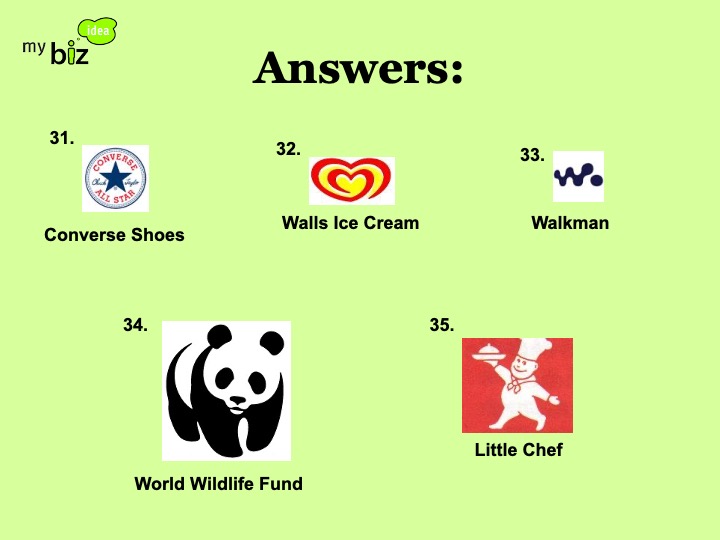 my biz idea
Answers:
31.
32.
33.
CONVERSE
Chuck Taylor
ALL STAR
Converse Shoes
Walls Ice Cream
Walkman
34.
35.
World Wildlife Fund
Little Chef